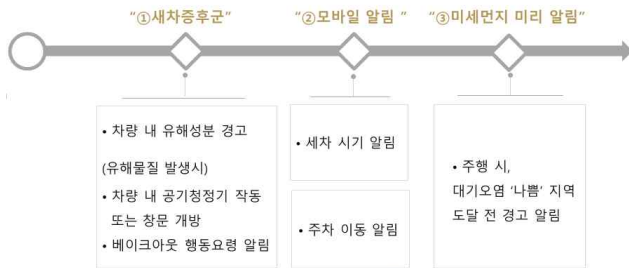 “①새차증후군”
“②모바일 알림 “
“③미세먼지 미리 알림”
• 차량 내 유해성분 경고
(유해물질 발생시)
• 차량 내 공기청정기 작동
또는 창문 개방
• 베이크아웃 행동요령 알림
• 세차 시기 알림
• 주차 이동 알림
• 주행 시,
대기오염 ‘나쁨’ 지역
도달 전 경고 알림